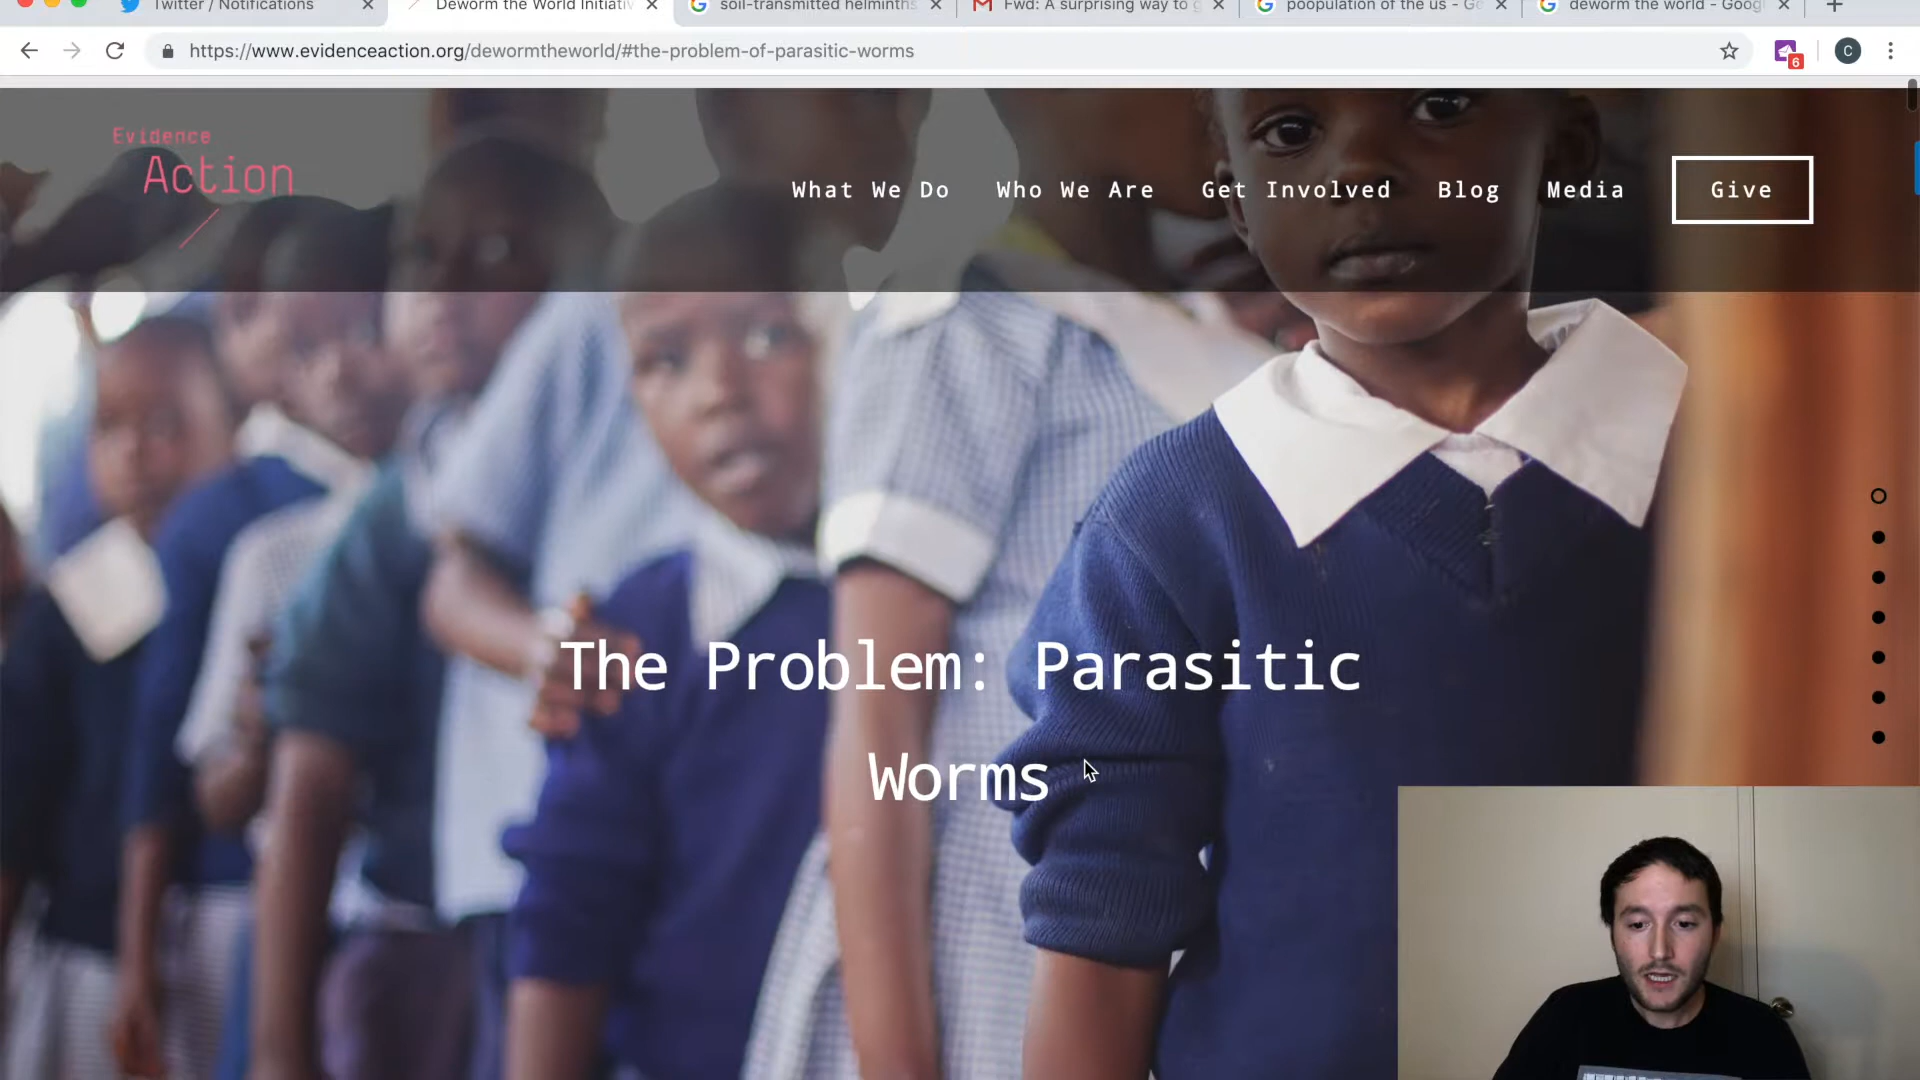 Twitter / Notifications
Deworm the World Initiativ
soil-transmitted helminths
Fwd: A surprising way to g
poopulation of the us - Go
deworm the world - Googl
https://www.evidenceaction.org/dewormtheworld/#the-problem-of-parasitic-worms
6
C
Evidence
Action
What We Do
Who We Are
Get Involved
Blog
Media
Give
The Problem: Parasitic
Worms